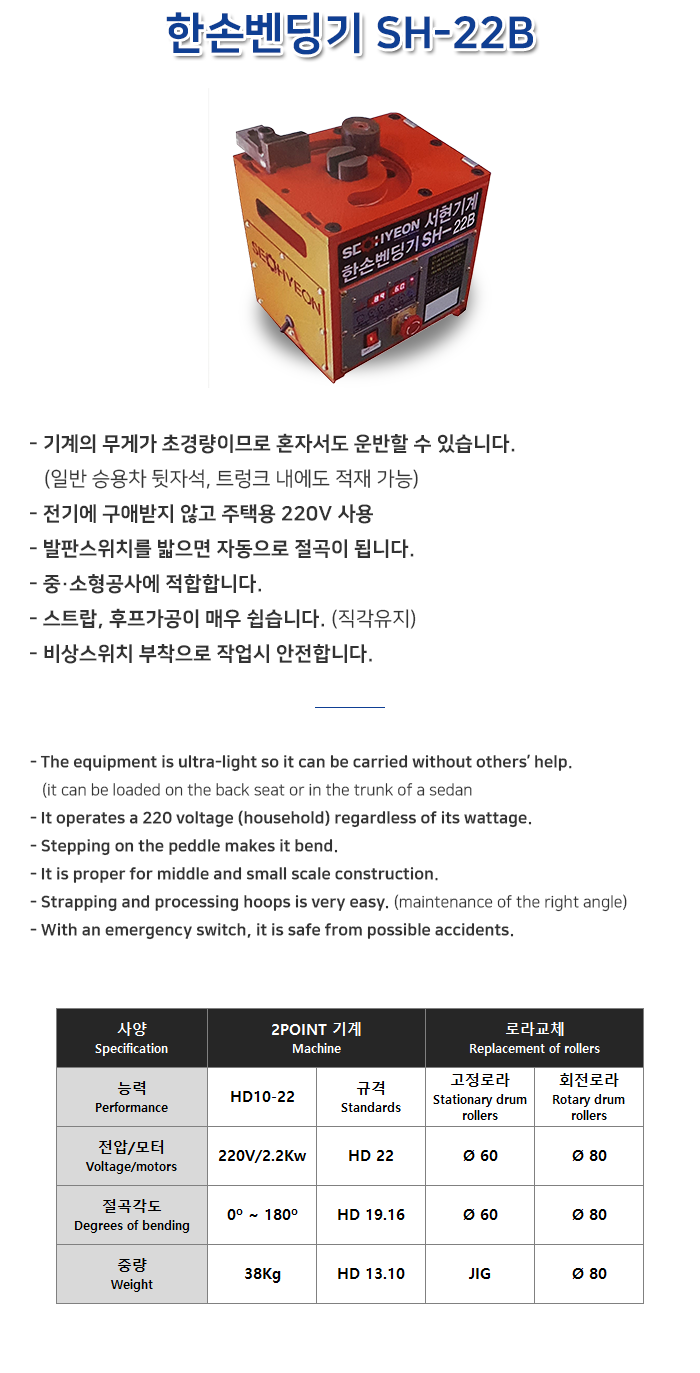 한손벤딩기 SH-22B
SEOHYEON 서현기계
한손벤딩기 SH-22B
SEOHYEON
- 기계의 무게가 초경량이므로 혼자서도 운반할 수 있습니다.
(일반 승용차 뒷자석, 트렁크 내에도 적재 가능)
- 전기에 구애받지 않고 주택용 220V 사용
- 발판스위치를 밟으면 자동으로 절곡이 됩니다.
- 중·소형공사에 적합합니다.
- 스트랍, 후프가공이 매우 쉽습니다. (직각유지)
- 비상스위치 부착으로 작업시 안전합니다.
- The equipment is ultra-light so it can be carried without others’ help.
(it can be loaded on the back seat or in the trunk of a sedan
- It operates a 220 voltage (household) regardless of its wattage.
- Stepping on the peddle makes it bend.
- It is proper for middle and small scale construction.
- Strapping and processing hoops is very easy. (maintenance of the right angle)
- With an emergency switch, it is safe from possible accidents.
사양 2POINT 기계 로라교체
Specification Machine Replacement of rollers
능력 HD10-22 규격 고정로라 회전로라
Performance Standards Stationary drum Rotary drum
rollers rollers
전압/모터 220V/2.2Kw HD 22 Ø 60 Ø 80
Voltage/motors
절곡각도 0º ~ 180º HD 19.16 Ø 60 Ø 80
Degrees of bending
중량 38Kg HD 13.10 JIG Ø 80
Weight